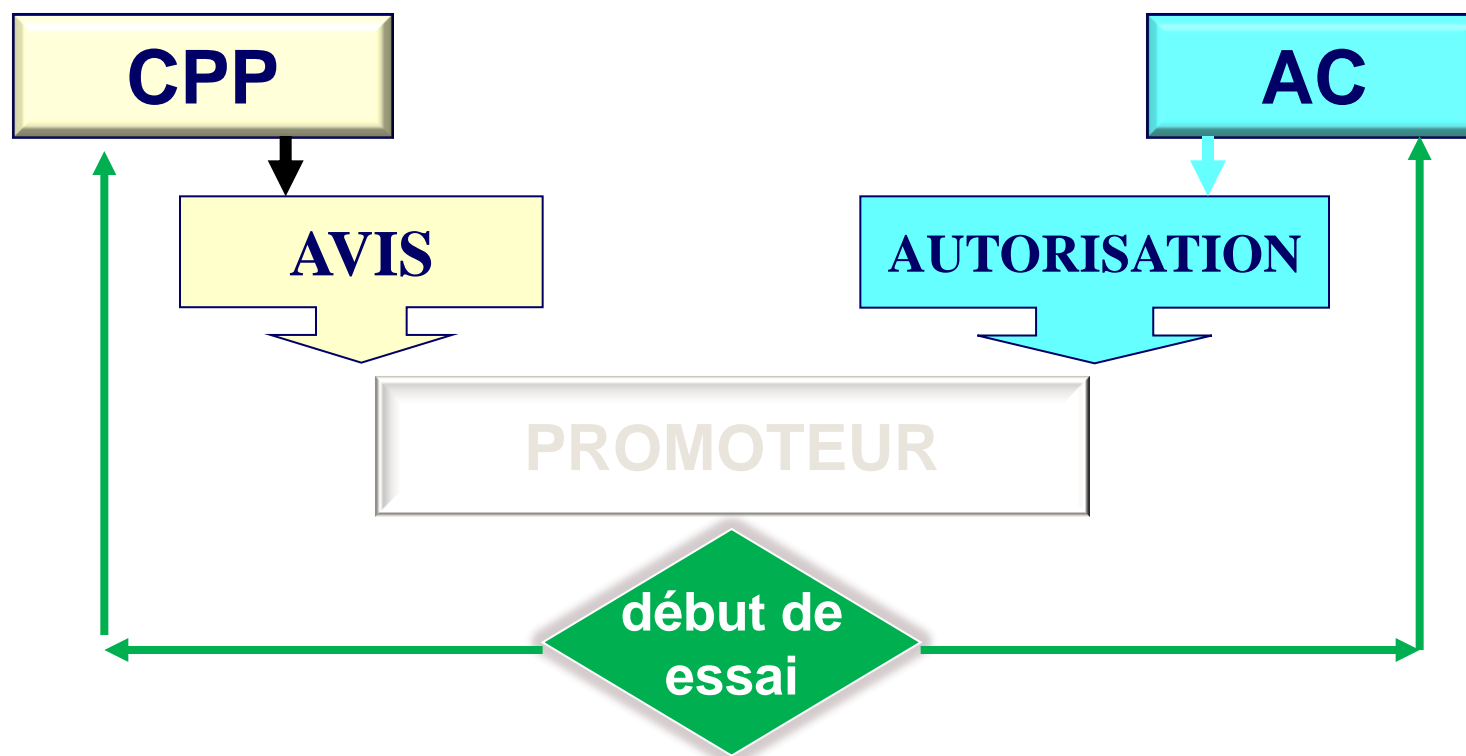 CPP
AC
AVIS
AUTORISATION
PROMOTEUR
début de
essai